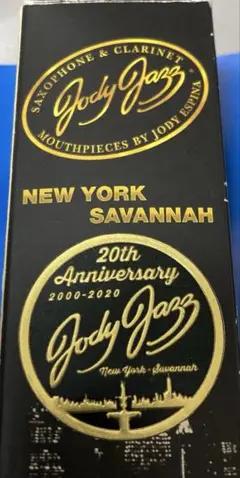 SAXOPHONE & CLARINET
Jody Jazz
MOUTHPIECES BY JODY ESPINA
NEW YORK
SAVANNAH
20th
Anniversary
2000-2020
Jody Jazz
New York - Savannah